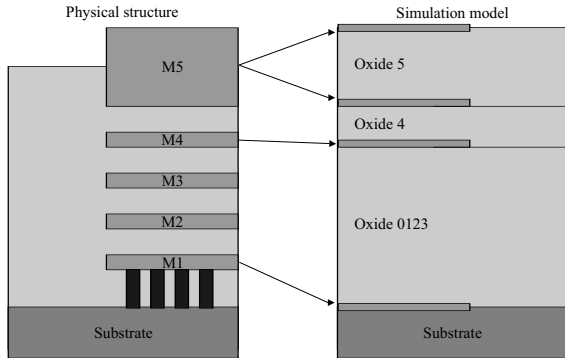 Physical structure
Simulation model
M5
M4
M3
M2
M1
Substrate
Oxide 5
Oxide 4
Oxide 0123
Substrate